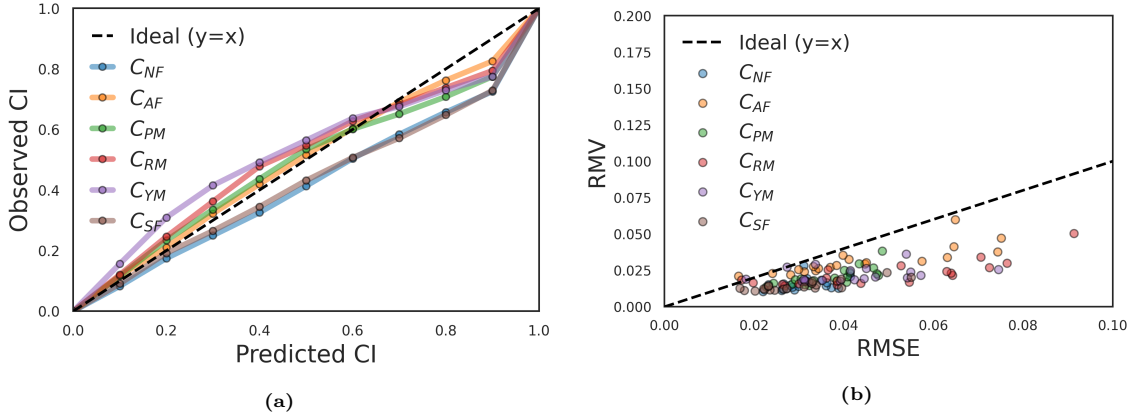 1.0
0.8
0.6
0.4
0.2
0.0
Observed CI
Ideal (y=x)
C_NF
C_AF
C_PM
C_RM
C_YM
C_SF
0.0 0.2 0.4 0.6 0.8 1.0
Predicted CI
(a)
0.200
0.175
0.150
0.125
0.100
0.075
0.050
0.025
0.000
RMV
Ideal (y=x)
C_NF
C_AF
C_PM
C_RM
C_YM
C_SF
0.00 0.02 0.04 0.06 0.08 0.10
RMSE
(b)